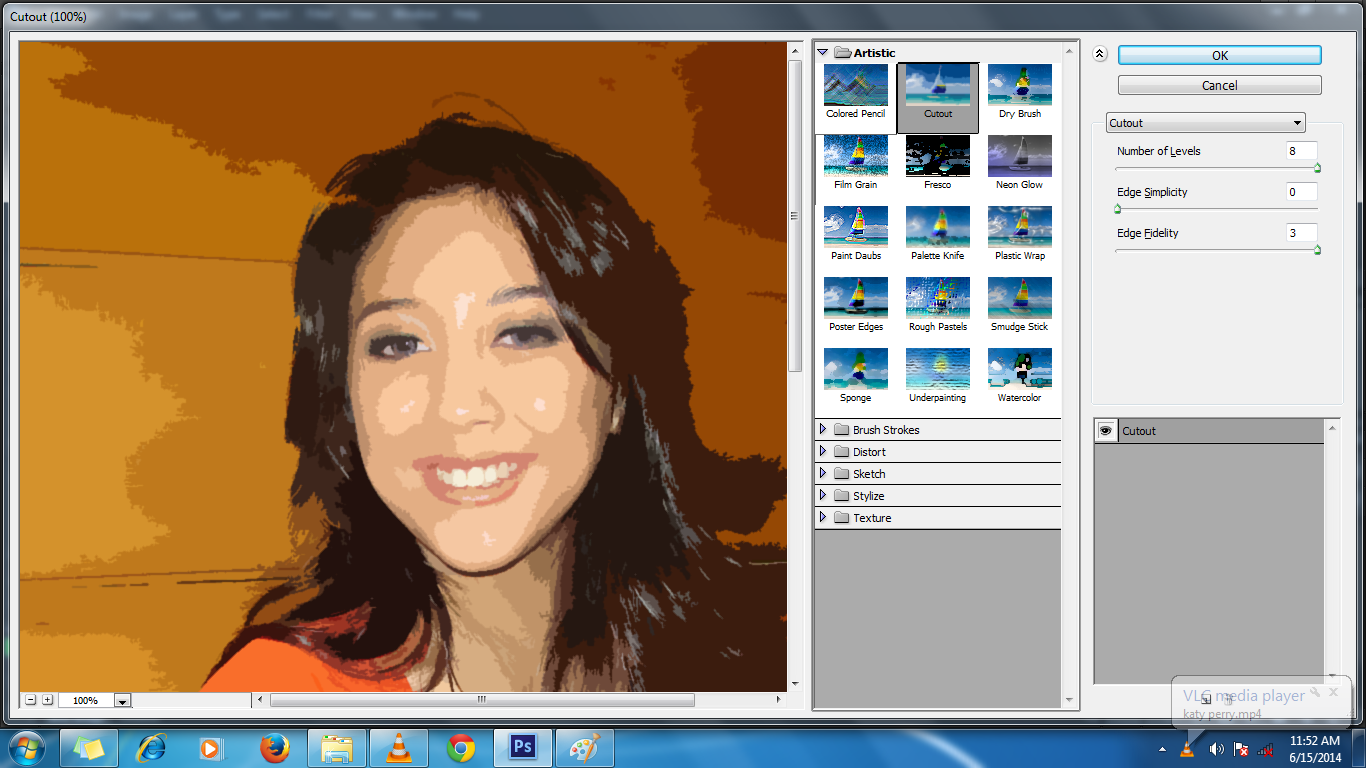 Cutout (100%)
Artistic
Colored Pencil
Cutout
Dry Brush
Film Grain
Fresco
Neon Glow
Paint Daubs
Palette Knife
Plastic Wrap
Poster Edges
Rough Pastels
Smudge Stick
Sponge
Underpainting
Watercolor
Brush Strokes
Distort
Sketch
Stylize
Texture
OK
Cancel
Cutout
Number of Levels 8
Edge Simplicity 0
Edge Fidelity 3
Cutout
100%
VLC media player
katy perry.mp4
Ps
11:52 AM
6/15/2014